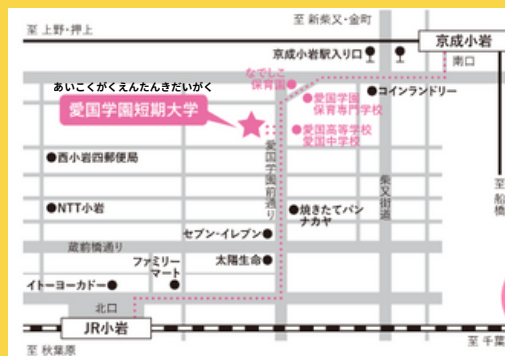 至 上野・押上
至 新柴又・金町
京成小岩
京成小岩駅入り口
南口
なでしこ
保育園
コインランドリー
あいこくがくえんたんきだいがく
愛国学園短期大学
愛国学園
保育専門学校
愛国高等学校
愛国中学校
愛国学園前通り
柴又街道
至 船橋
西小岩四郵便局
NTT小岩
焼きたてパン
ナカヤ
セブン-イレブン
蔵前橋通り
太陽生命
ファミリー
マート
イトーヨーカドー
北口
JR小岩
至 秋葉原
至 千葉